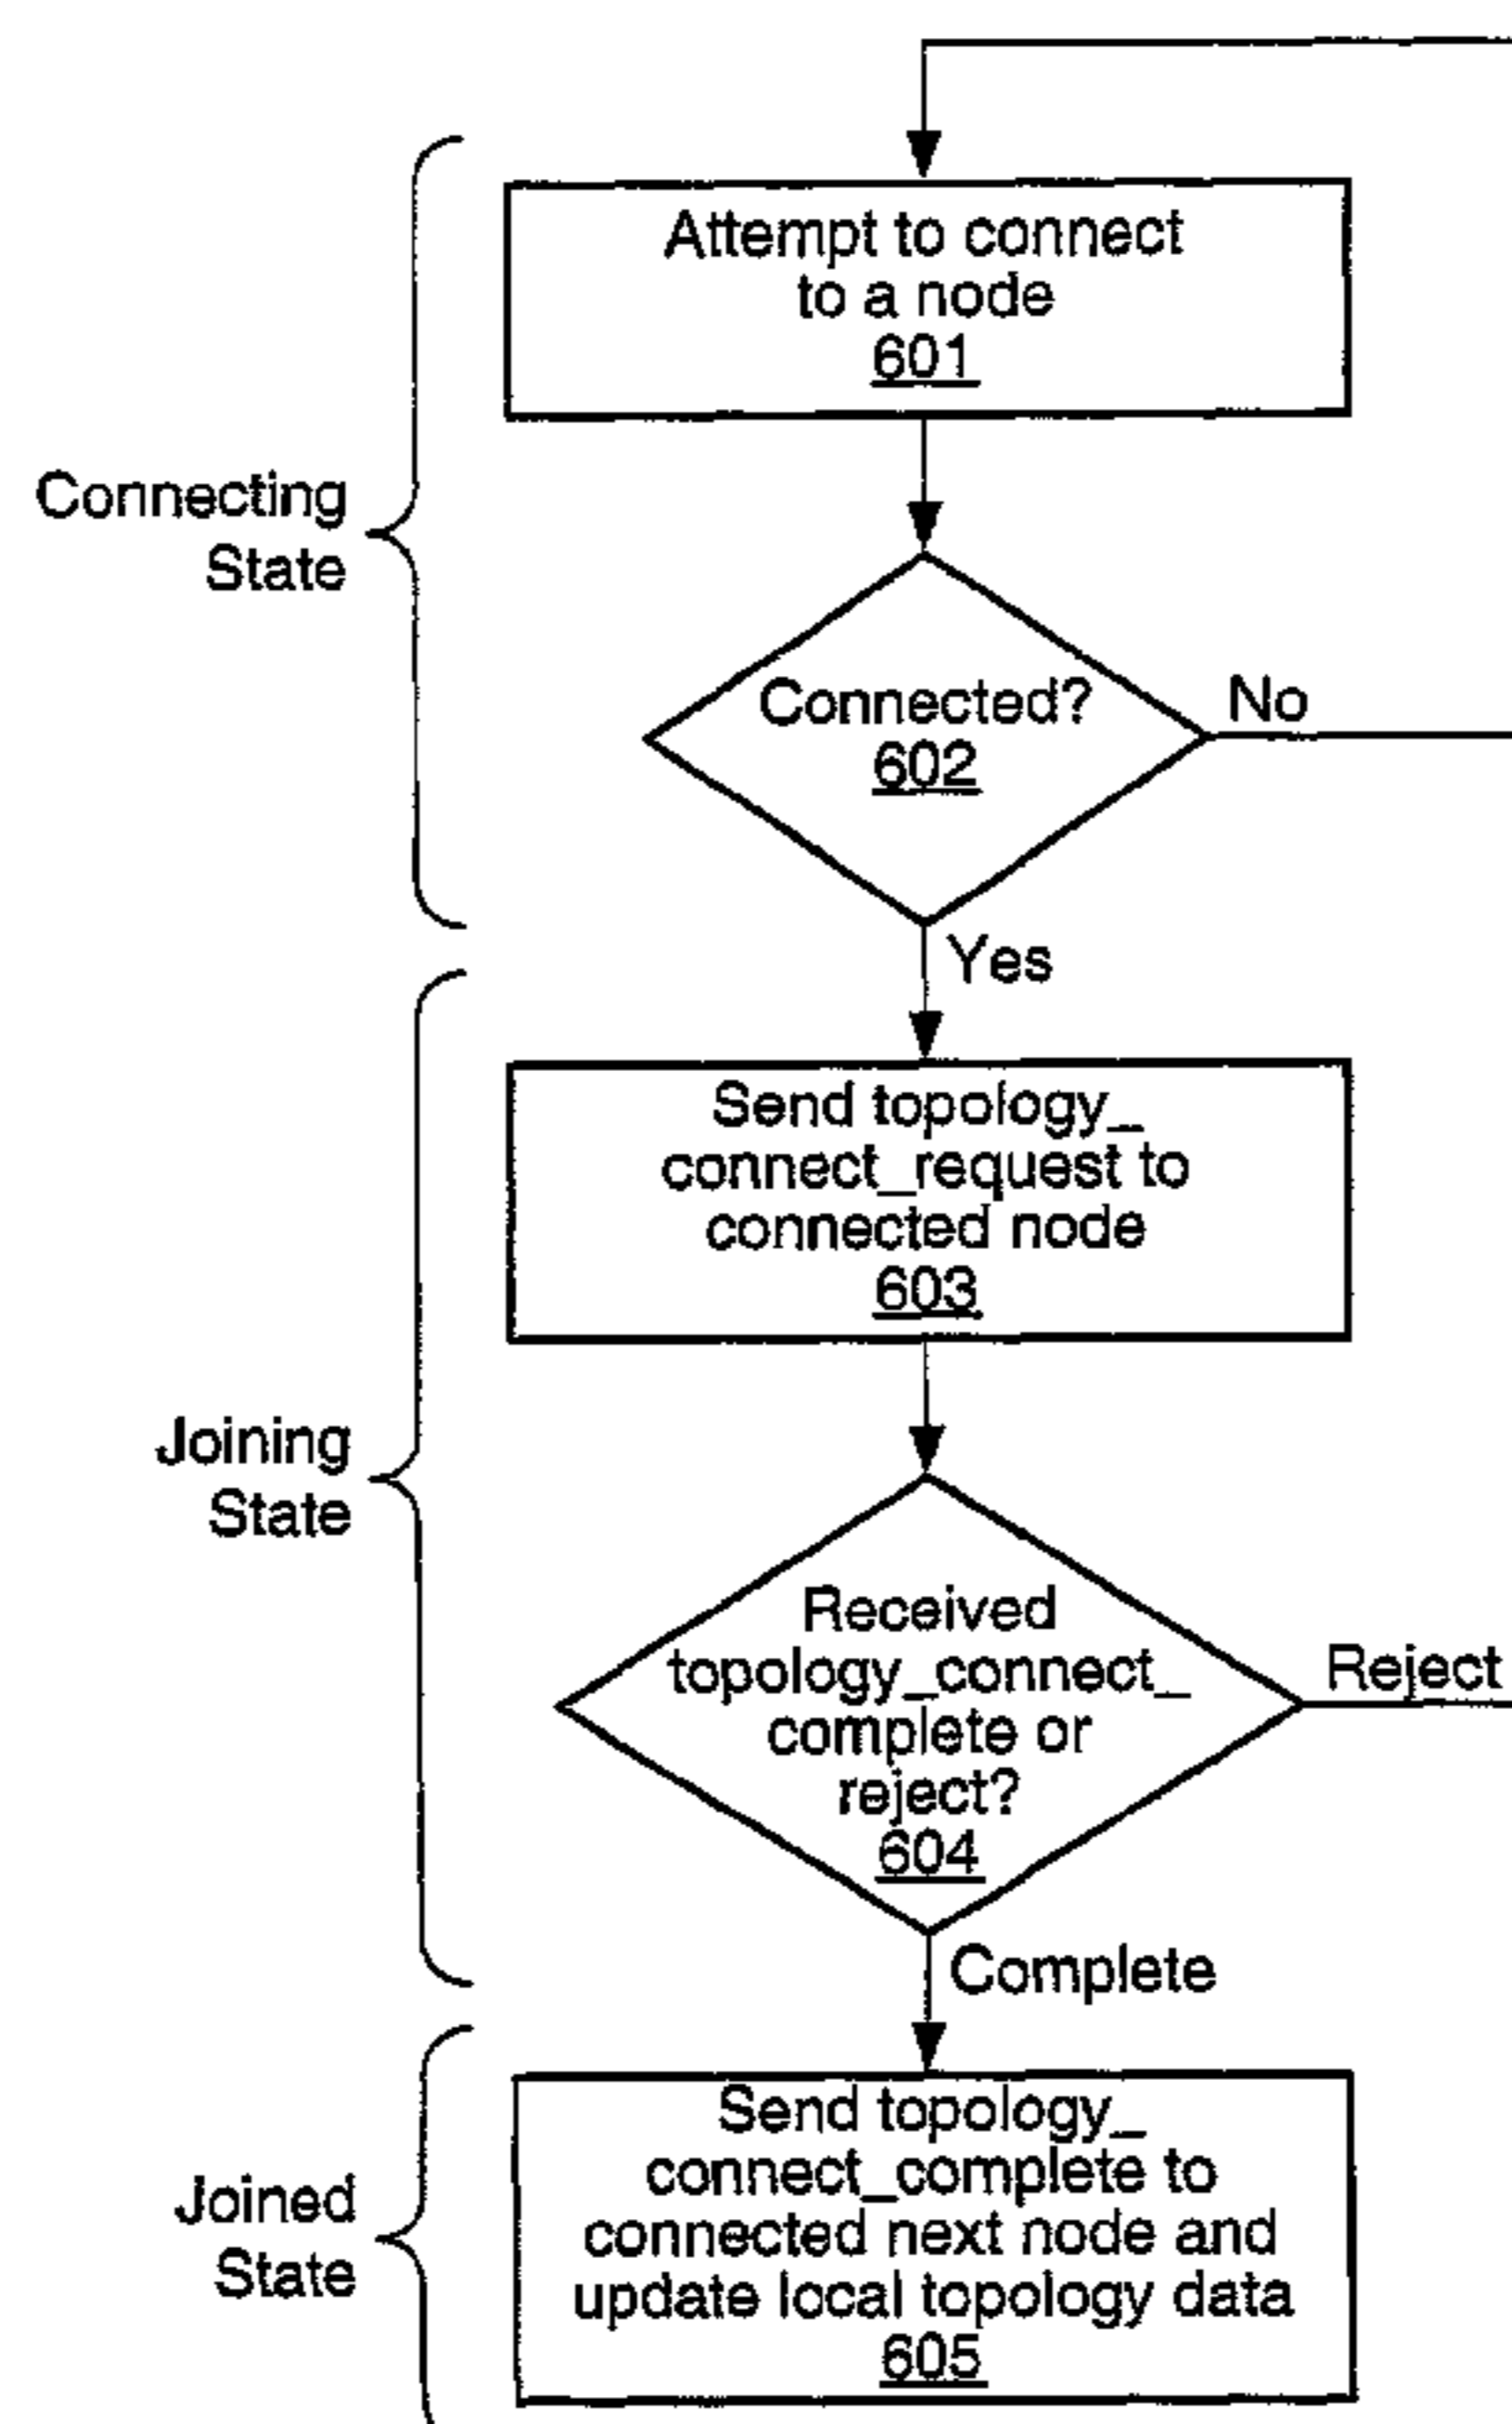 Attempt to connect
to a node
601
Connecting
State
Connected?
602
No
Yes
Send topology_
connect_request to
connected node
603
Joining
State
Received
topology_connect_
complete or
reject?
604
Reject
Complete
Send topology_
connect_complete to
connected next node and
update local topology data
605
Joined
State